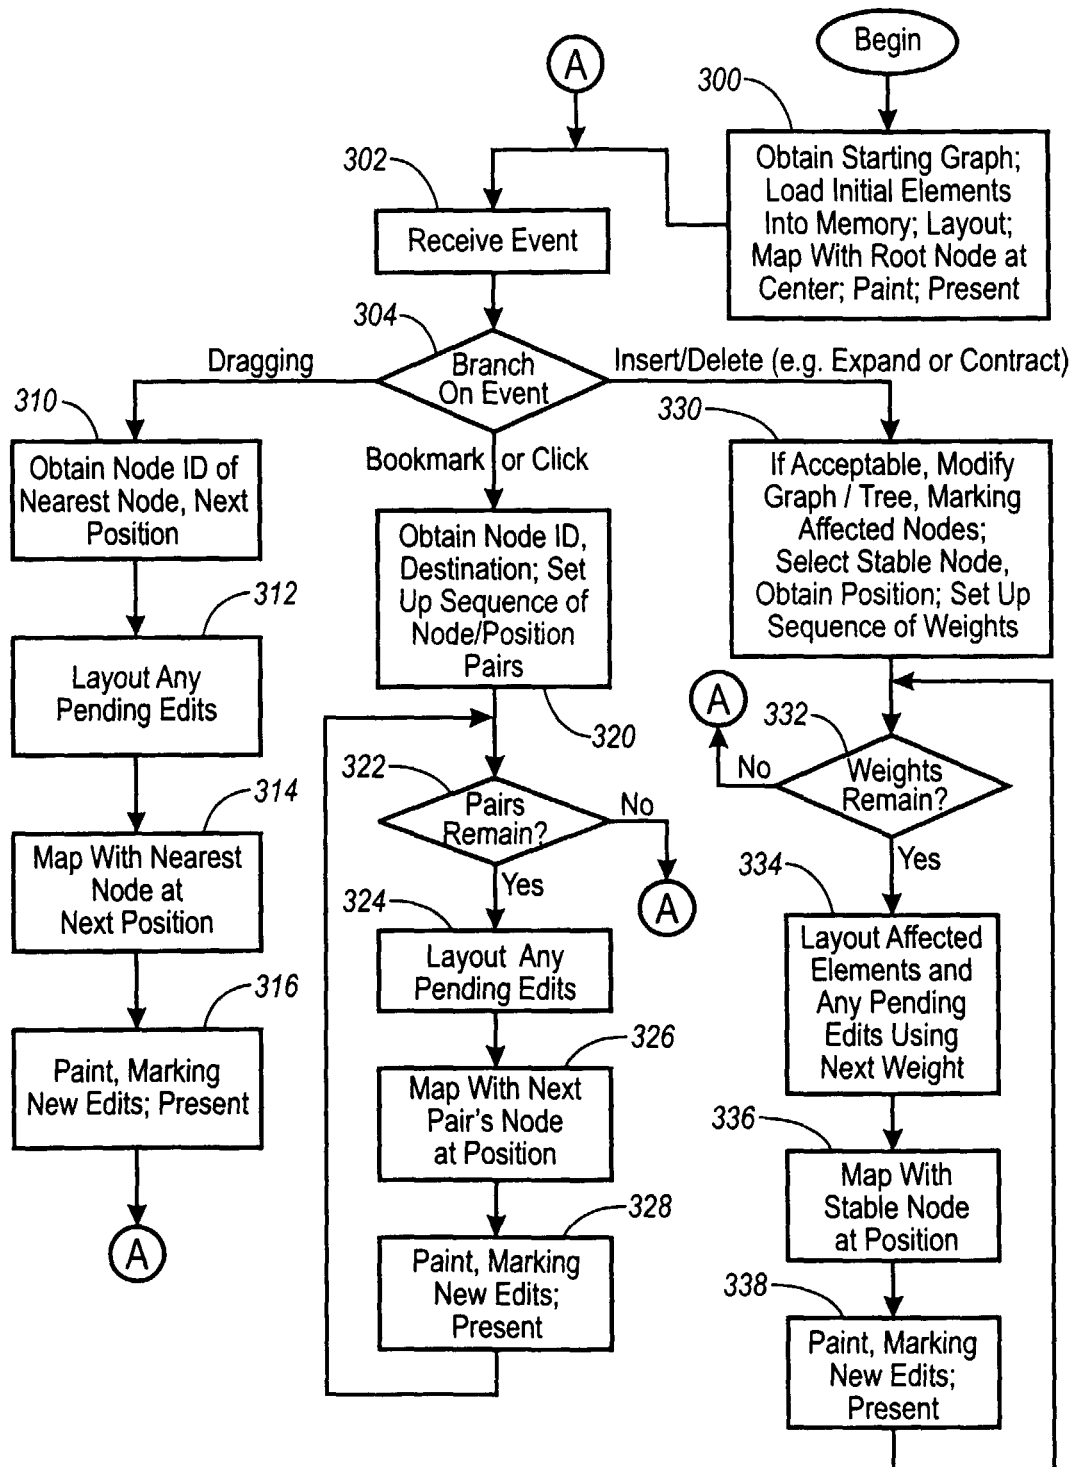 Begin
A
300
Obtain Starting Graph;
Load Initial Elements
Into Memory; Layout;
Map With Root Node at
Center; Paint; Present
302
Receive Event
304
Branch
On Event
Dragging
Insert/Delete (e.g. Expand or Contract)
Bookmark or Click
310
Obtain Node ID of
Nearest Node, Next
Position
312
Layout Any
Pending Edits
314
Map With Nearest
Node at
Next Position
316
Paint, Marking
New Edits; Present
A
Obtain Node ID,
Destination; Set
Up Sequence of
Node/Position
Pairs
320
322
Pairs
Remain?
No
A
Yes
324
Layout Any
Pending Edits
326
Map With Next
Pair's Node
at Position
328
Paint, Marking
New Edits;
Present
330
If Acceptable, Modify
Graph / Tree, Marking
Affected Nodes;
Select Stable Node,
Obtain Position; Set Up
Sequence of Weights
A
332
No
Weights
Remain?
Yes
334
Layout Affected
Elements and
Any Pending
Edits Using
Next Weight
336
Map With
Stable Node
at Position
338
Paint, Marking
New Edits;
Present